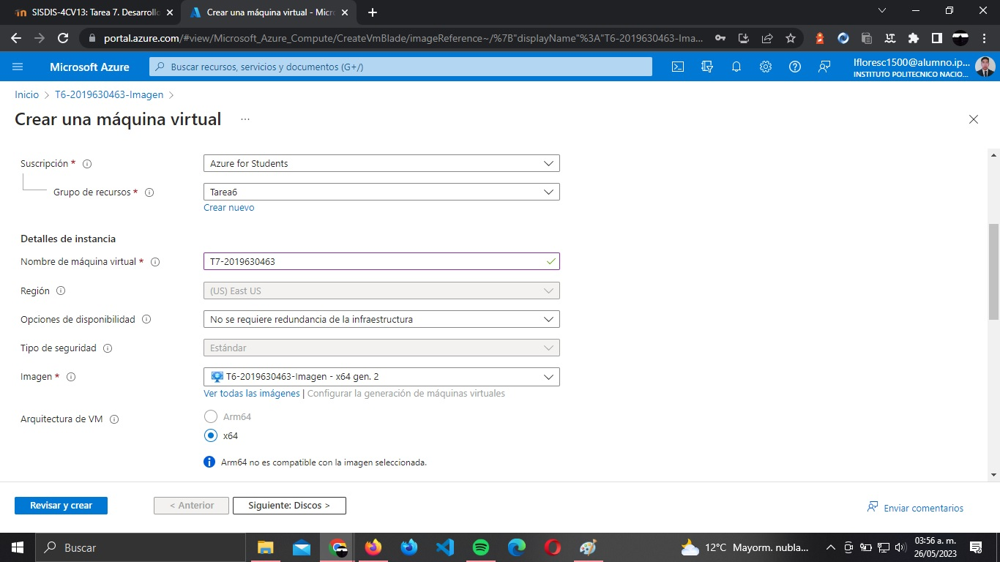 SISDIS-4CV13: Tarea 7. Desarrollo
Crear una máquina virtual - Micro
portal.azure.com/#view/Microsoft_Azure_Compute/CreateVmBlade/imageReference~/%7B"displayName"%3A"T6-2019630463-Ima...
Microsoft Azure
Buscar recursos, servicios y documentos (G+/)
lfloresc1500@alumno.ip...
INSTITUTO POLITECNICO NACIO...
Inicio > T6-2019630463-Imagen >
Crear una máquina virtual ...
Suscripción * Azure for Students
Grupo de recursos * Tarea6
Crear nuevo
Detalles de instancia
Nombre de máquina virtual * T7-2019630463
Región (US) East US
Opciones de disponibilidad No se requiere redundancia de la infraestructura
Tipo de seguridad Estándar
Imagen * T6-2019630463-Imagen - x64 gen. 2
Ver todas las imágenes | Configurar la generación de máquinas virtuales
Arquitectura de VM Arm64
x64
Arm64 no es compatible con la imagen seleccionada.
Revisar y crear < Anterior Siguiente: Discos > Enviar comentarios
Buscar 12°C Mayorm. nubla... 03:56 a. m.
26/05/2023